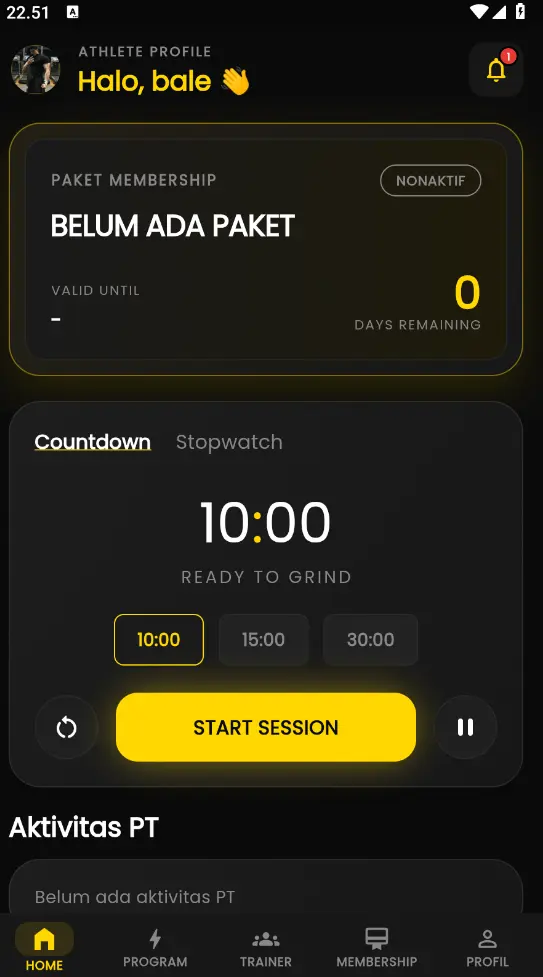 22.51 A
ATHLETE PROFILE
Halo, bale 👋
1
PAKET MEMBERSHIP
NONAKTIF
BELUM ADA PAKET
VALID UNTIL
-
0
DAYS REMAINING
Countdown Stopwatch
10:00
READY TO GRIND
10:00 15:00 30:00
START SESSION
Aktivitas PT
Belum ada aktivitas PT
HOME PROGRAM TRAINER MEMBERSHIP PROFIL